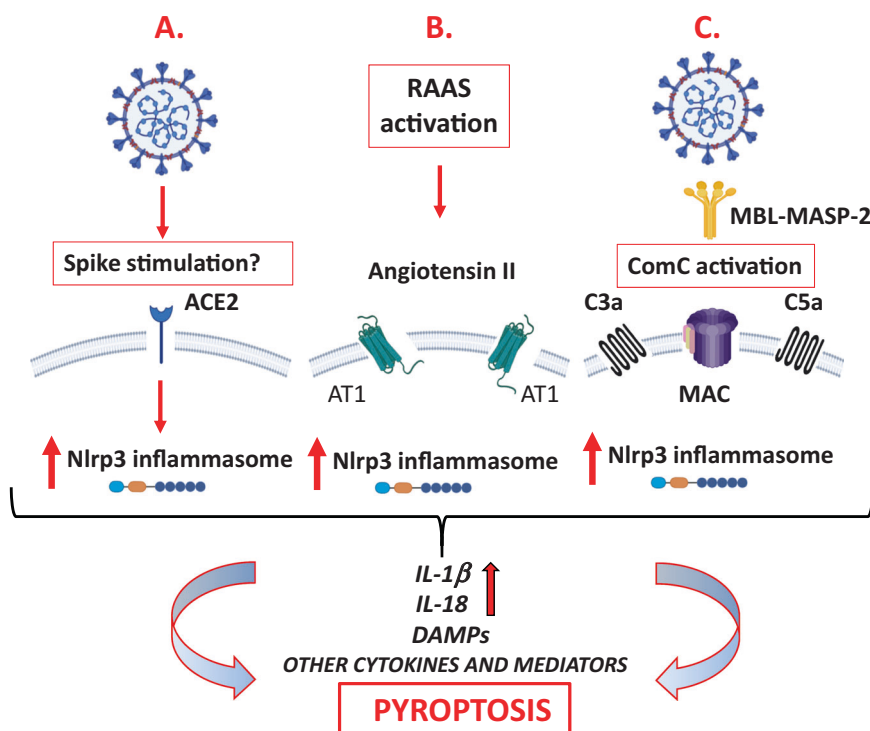 A.
B.
C.
RAAS
activation
MBL-MASP-2
Spike stimulation?
Angiotensin II
ComC activation
ACE2
C3a
C5a
AT1
AT1
MAC
Nlrp3 inflammasome
Nlrp3 inflammasome
Nlrp3 inflammasome
IL-1β
IL-18
DAMPs
OTHER CYTOKINES AND MEDIATORS
PYROPTOSIS